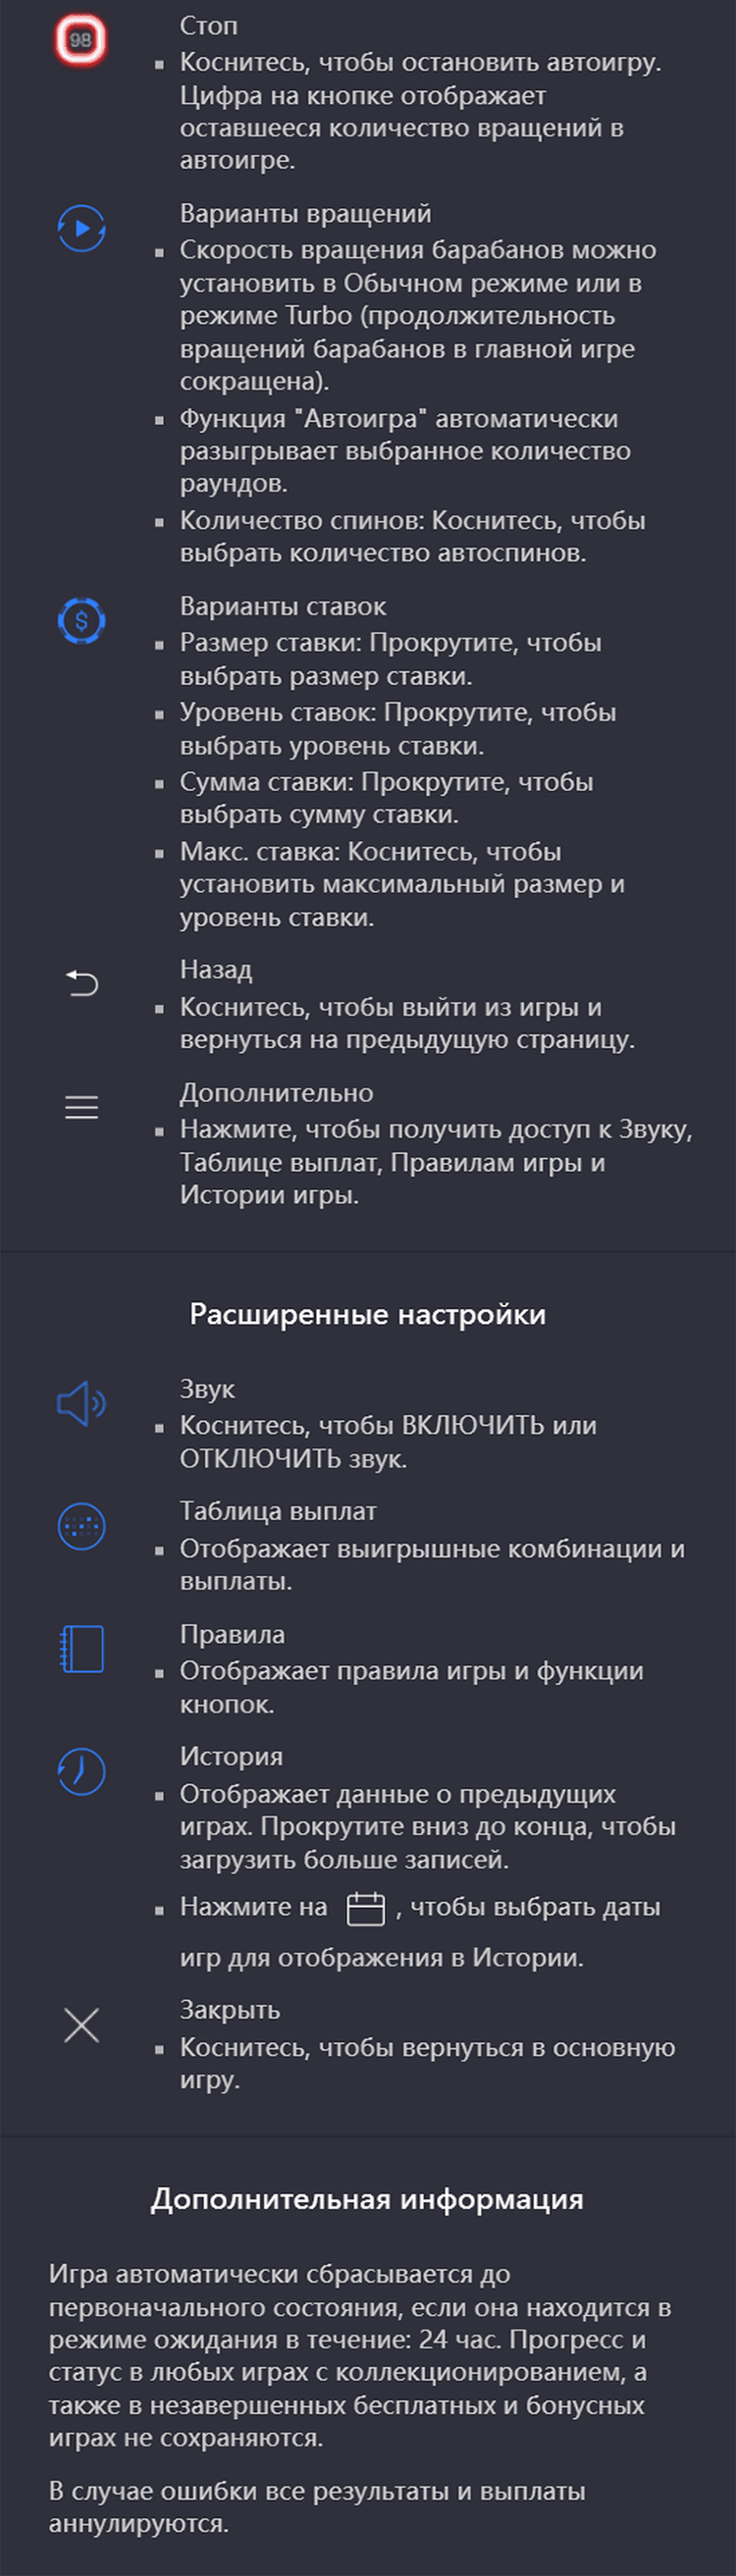 Стоп
98
▪ Коснитесь, чтобы остановить автоигру.
Цифра на кнопке отображает
оставшееся количество вращений в
автоигре.
Варианты вращений
▪ Скорость вращения барабанов можно
установить в Обычном режиме или в
режиме Turbo (продолжительность
вращений барабанов в главной игре
сокращена).
▪ Функция "Автоигра" автоматически
разыгрывает выбранное количество
раундов.
▪ Количество спинов: Коснитесь, чтобы
выбрать количество автоспинов.
$
Варианты ставок
▪ Размер ставки: Прокрутите, чтобы
выбрать размер ставки.
▪ Уровень ставок: Прокрутите, чтобы
выбрать уровень ставки.
▪ Сумма ставки: Прокрутите, чтобы
выбрать сумму ставки.
▪ Макс. ставка: Коснитесь, чтобы
установить максимальный размер и
уровень ставки.
Назад
▪ Коснитесь, чтобы выйти из игры и
вернуться на предыдущую страницу.
Дополнительно
▪ Нажмите, чтобы получить доступ к Звуку,
Таблице выплат, Правилам игры и
Истории игры.
Расширенные настройки
Звук
▪ Коснитесь, чтобы ВКЛЮЧИТЬ или
ОТКЛЮЧИТЬ звук.
Таблица выплат
▪ Отображает выигрышные комбинации и
выплаты.
Правила
▪ Отображает правила игры и функции
кнопок.
История
▪ Отображает данные о предыдущих
играх. Прокрутите вниз до конца, чтобы
загрузить больше записей.
▪ Нажмите на , чтобы выбрать даты
игр для отображения в Истории.
Закрыть
▪ Коснитесь, чтобы вернуться в основную
игру.
Дополнительная информация
Игра автоматически сбрасывается до
первоначального состояния, если она находится в
режиме ожидания в течение: 24 час. Прогресс и
статус в любых играх с коллекционированием, а
также в незавершенных бесплатных и бонусных
играх не сохраняются.
В случае ошибки все результаты и выплаты
аннулируются.